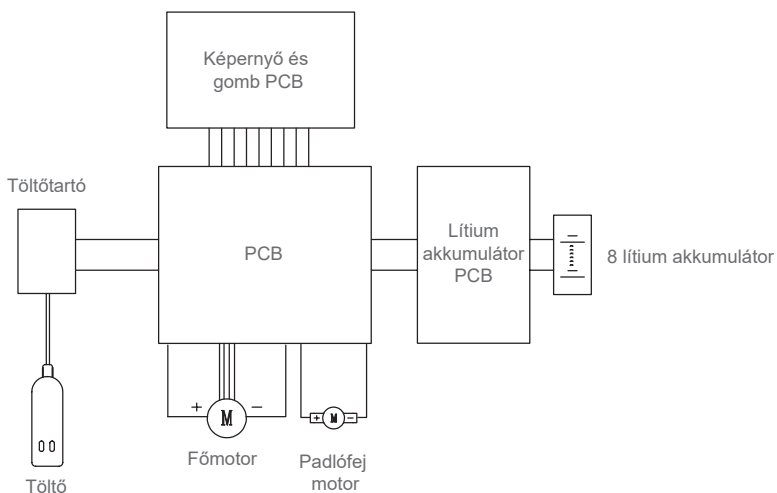 Képernyő és
gomb PCB
Töltőtartó
PCB
Lítium
akkumulátor
PCB
8 lítium akkumulátor
+ M −
+ M −
Főmotor
Padlófej
motor
Töltő